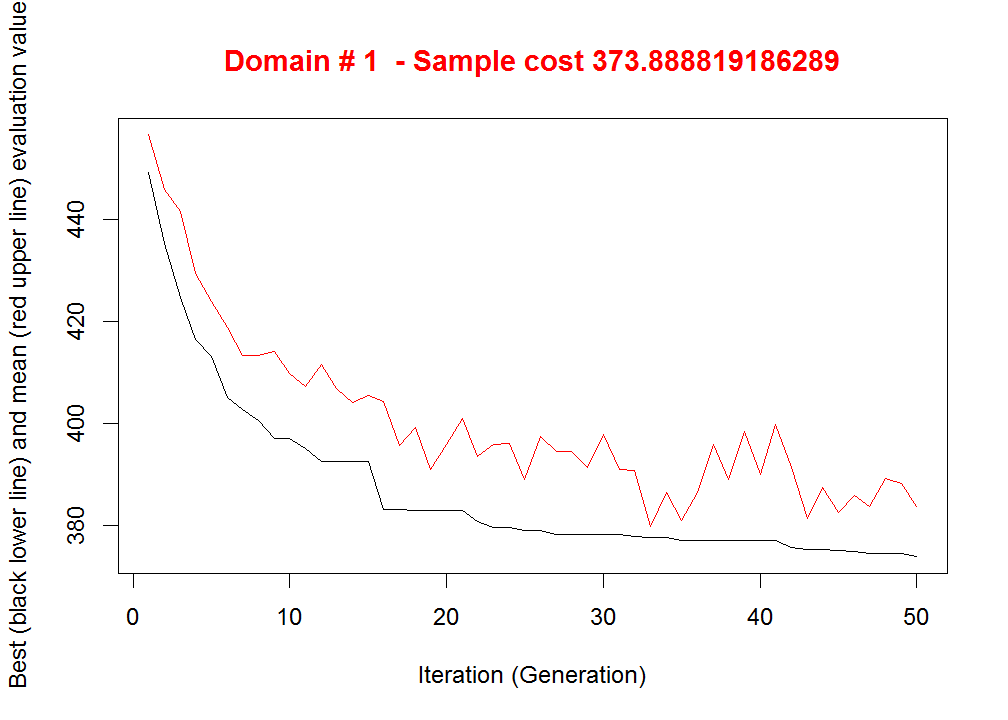 Domain # 1  - Sample cost 373.888819186289
Best (black lower line) and mean (red upper line) evaluation value
440
420
400
380
0 10 20 30 40 50
Iteration (Generation)